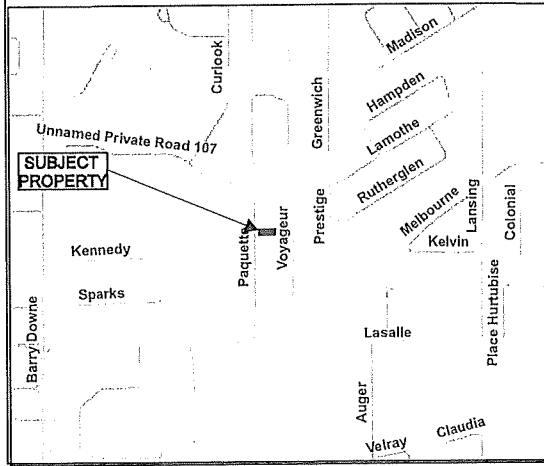 Madison
Curlook
Hampden
Greenwich
Lamothe
Unnamed Private Road 107
Rutherglen
SUBJECT
PROPERTY
Melbourne
Lansing
Colonial
Prestige
Voyageur
Paquette
Kelvin
Kennedy
Sparks
Barry Downe
Place Hurtubise
Lasalle
Auger
Claudia
Velray